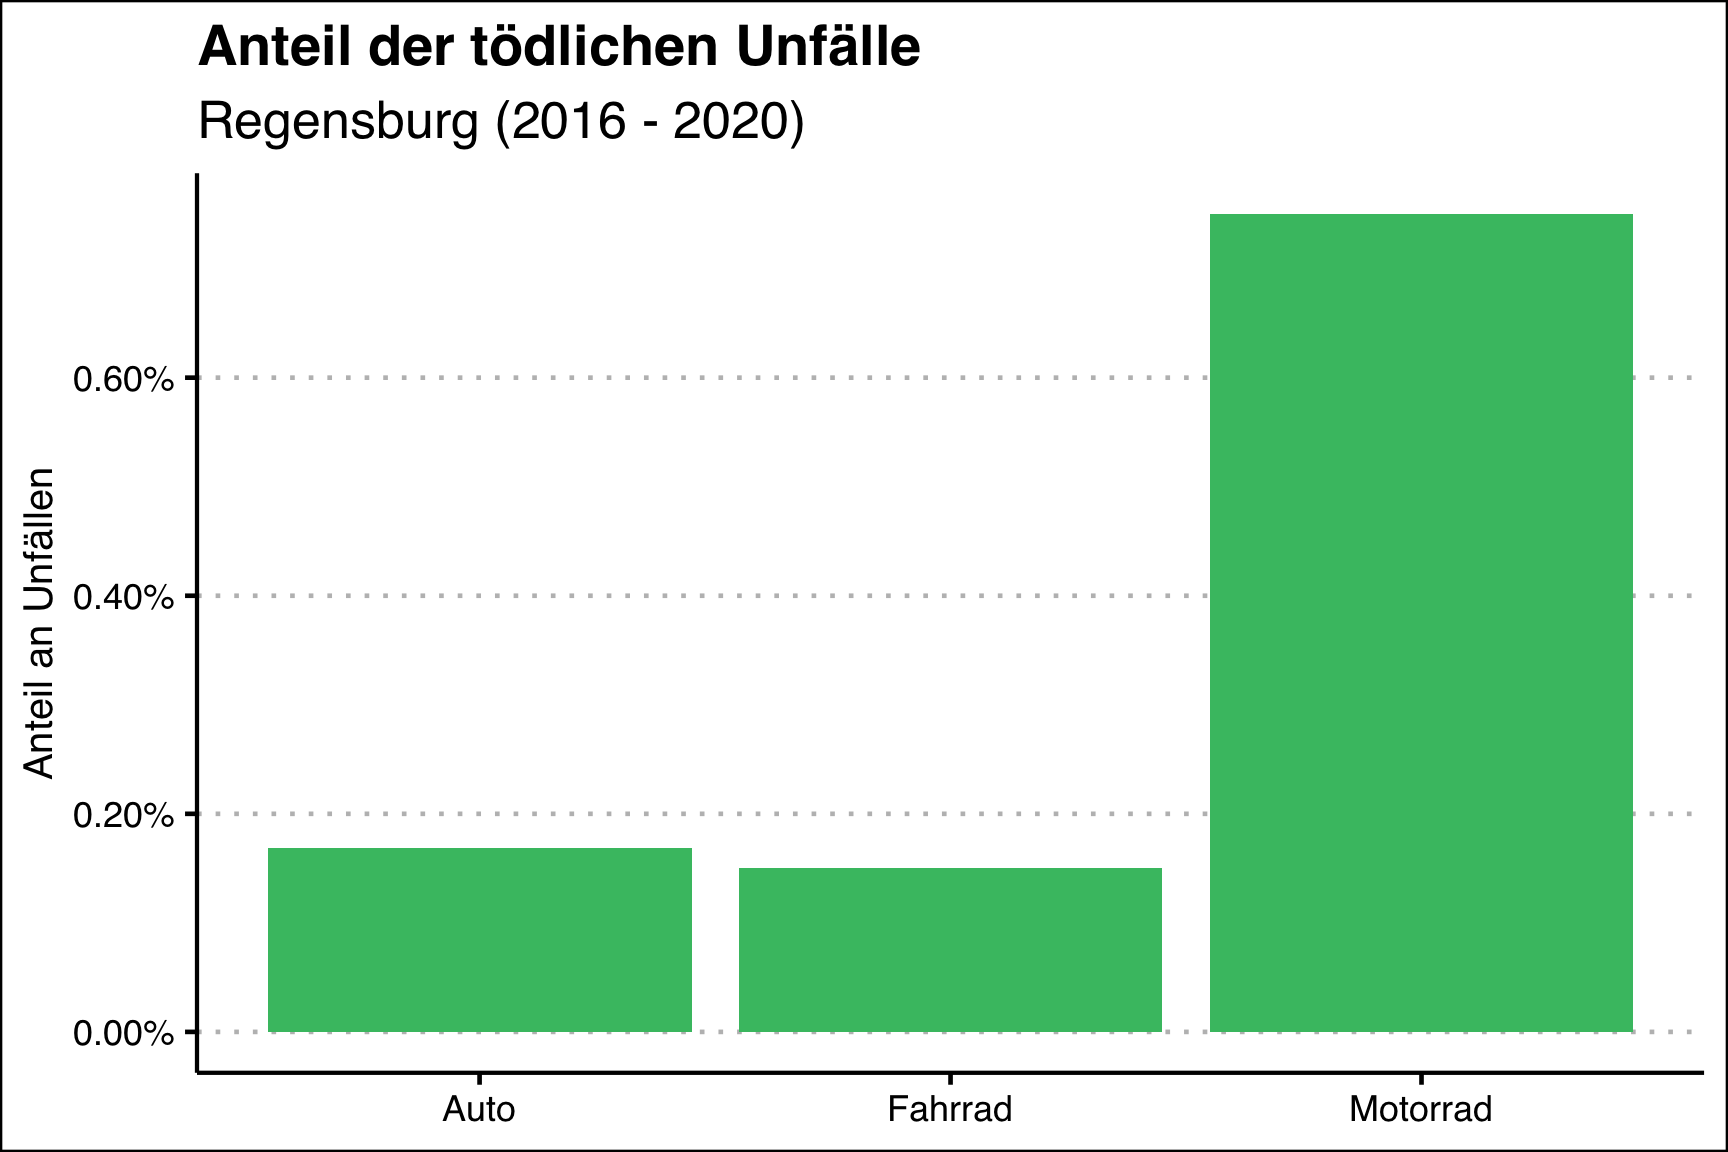 Anteil der tödlichen Unfälle
Regensburg (2016 - 2020)
Anteil an Unfällen
0.60%
0.40%
0.20%
0.00%
Auto
Fahrrad
Motorrad